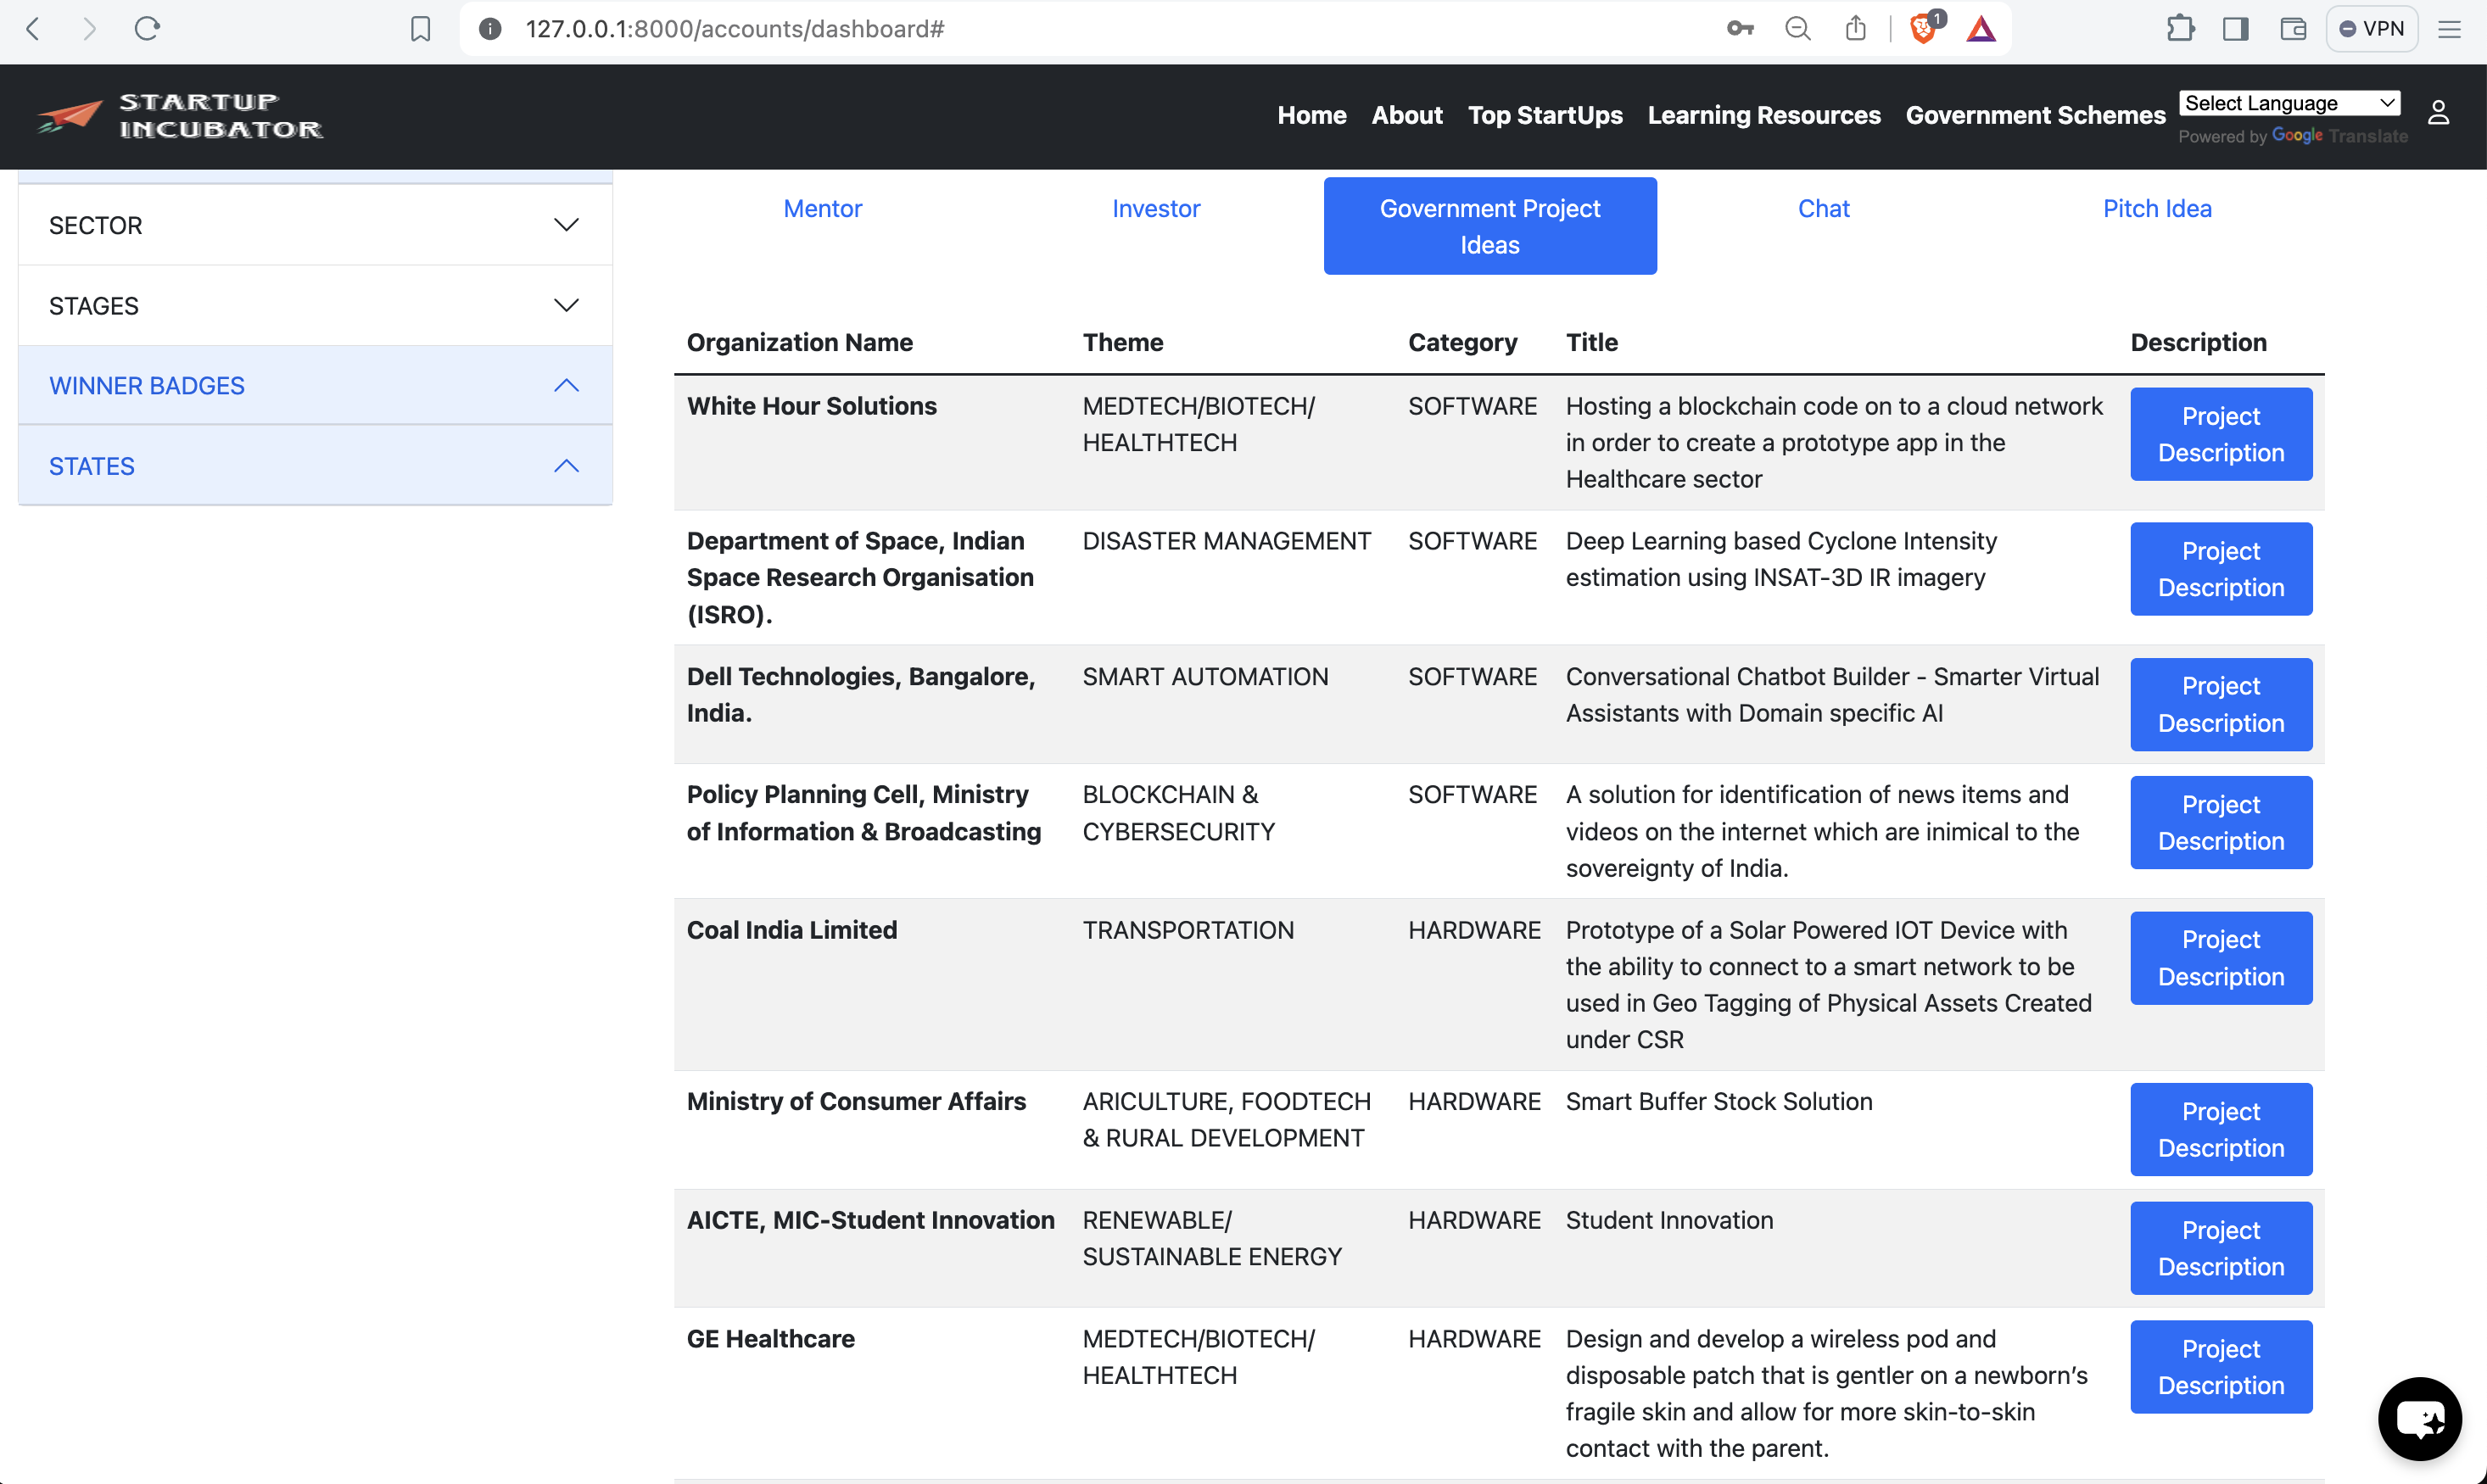 127.0.0.1:8000/accounts/dashboard#
1
VPN
STARTUP
INCUBATOR
Home About Top StartUps Learning Resources Government Schemes
Select Language
Powered by Google Translate
SECTOR
STAGES
WINNER BADGES
STATES
Mentor Investor Government Project Chat Pitch Idea
Ideas
Organization Name Theme Category Title Description
White Hour Solutions MEDTECH/BIOTECH/ SOFTWARE Hosting a blockchain code on to a cloud network Project
HEALTHTECH in order to create a prototype app in the Description
Healthcare sector
Department of Space, Indian DISASTER MANAGEMENT SOFTWARE Deep Learning based Cyclone Intensity Project
Space Research Organisation estimation using INSAT-3D IR imagery Description
(ISRO).
Dell Technologies, Bangalore, SMART AUTOMATION SOFTWARE Conversational Chatbot Builder - Smarter Virtual Project
India. Assistants with Domain specific AI Description
Policy Planning Cell, Ministry BLOCKCHAIN & SOFTWARE A solution for identification of news items and Project
of Information & Broadcasting CYBERSECURITY videos on the internet which are inimical to the Description
sovereignty of India.
Coal India Limited TRANSPORTATION HARDWARE Prototype of a Solar Powered IOT Device with Project
the ability to connect to a smart network to be Description
used in Geo Tagging of Physical Assets Created
under CSR
Ministry of Consumer Affairs ARICULTURE, FOODTECH HARDWARE Smart Buffer Stock Solution Project
& RURAL DEVELOPMENT Description
AICTE, MIC-Student Innovation RENEWABLE/ HARDWARE Student Innovation Project
SUSTAINABLE ENERGY Description
GE Healthcare MEDTECH/BIOTECH/ HARDWARE Design and develop a wireless pod and Project
HEALTHTECH disposable patch that is gentler on a newborn’s Description
fragile skin and allow for more skin-to-skin
contact with the parent.